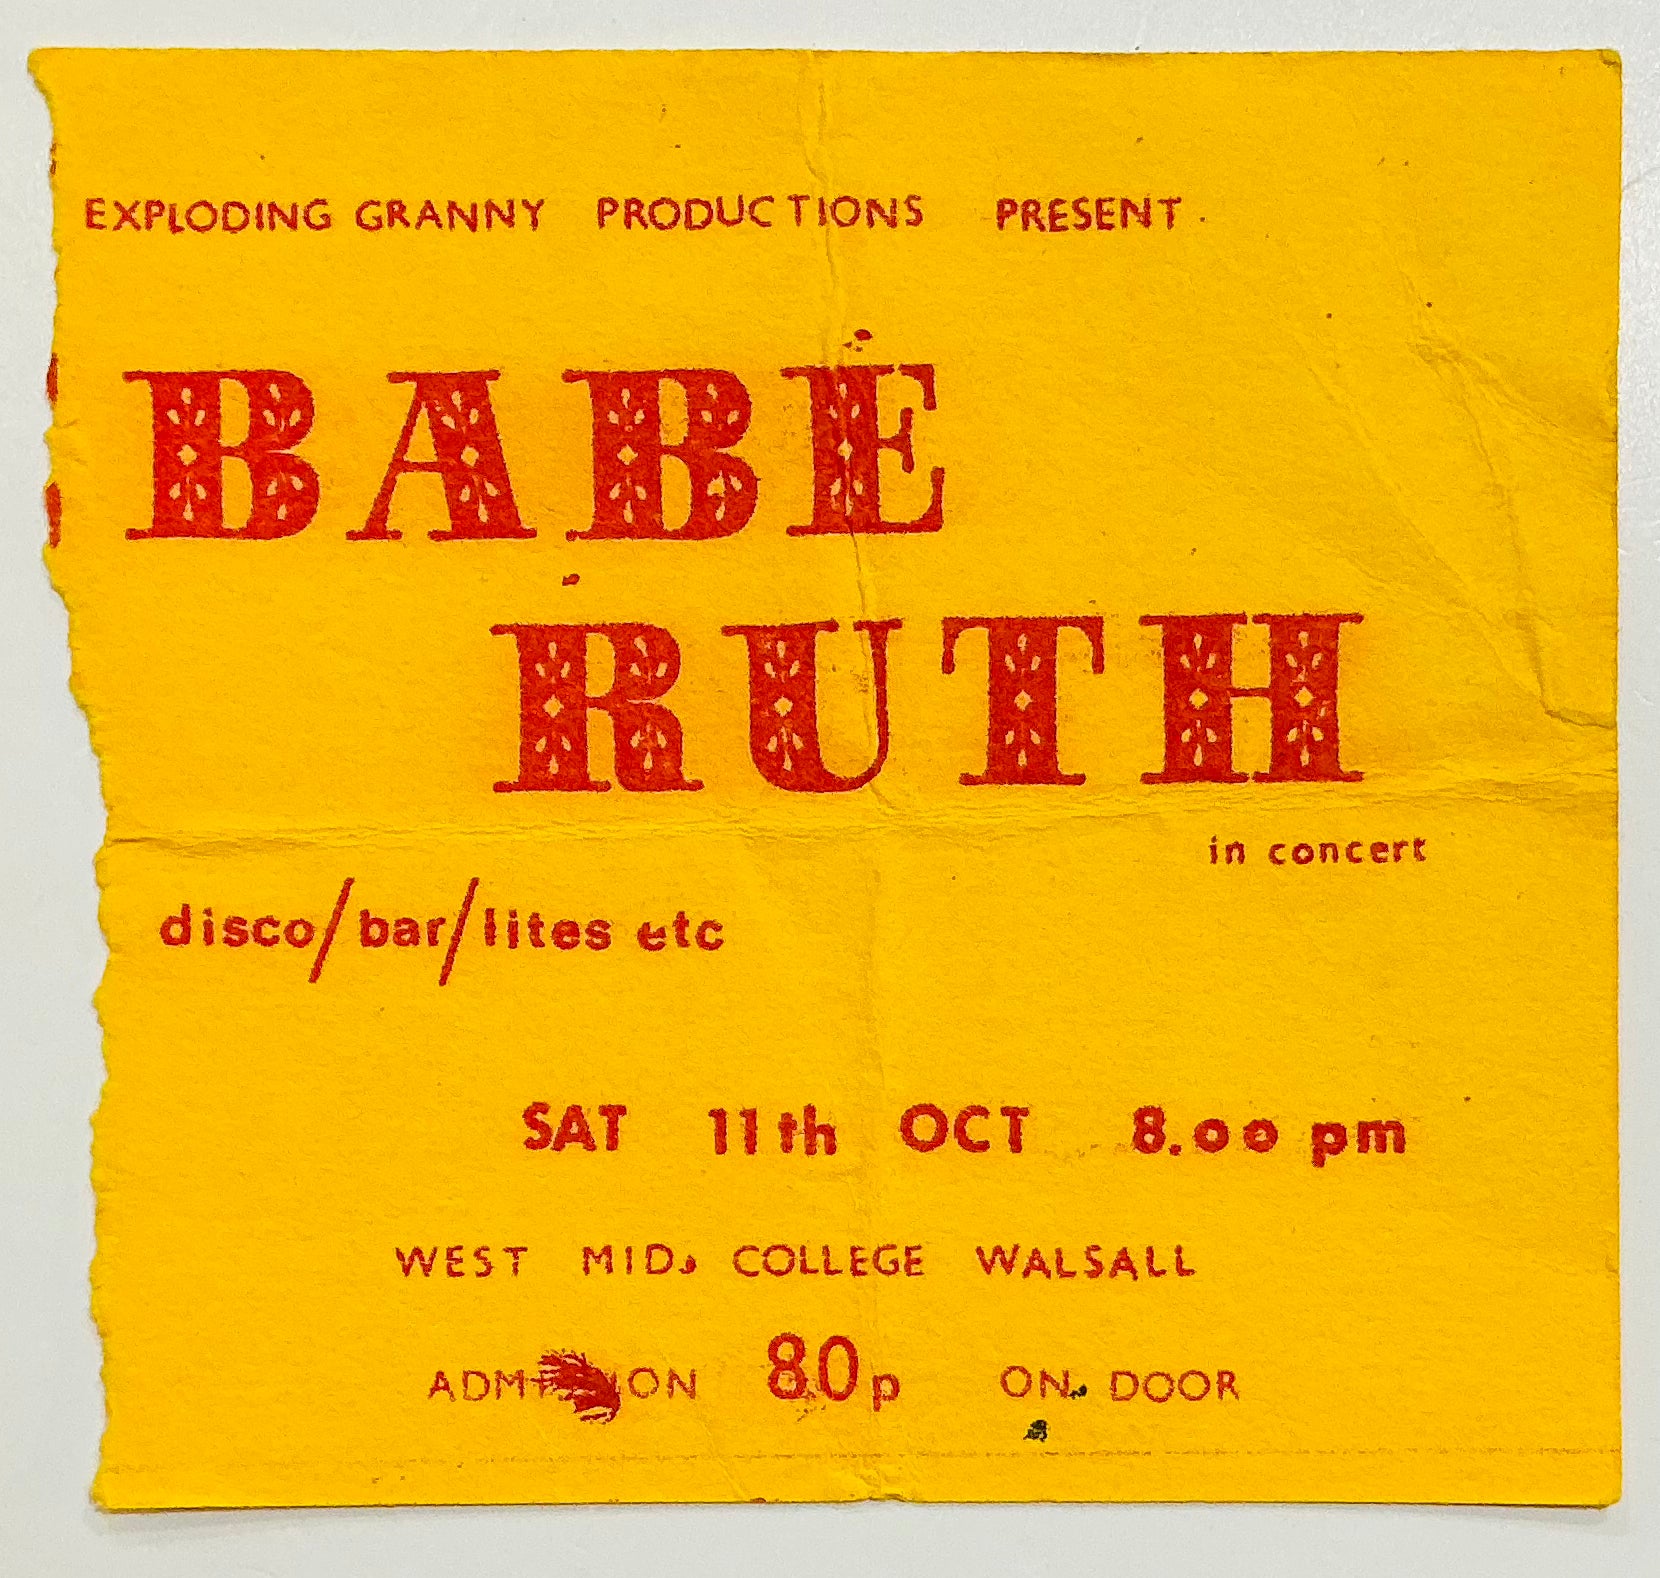 EXPLODING GRANNY PRODUCTIONS PRESENT
BABE
RUTH
in concert
disco/bar/lites etc
SAT 11th OCT 8.00 pm
WEST MID. COLLEGE WALSALL
80p ON DOOR